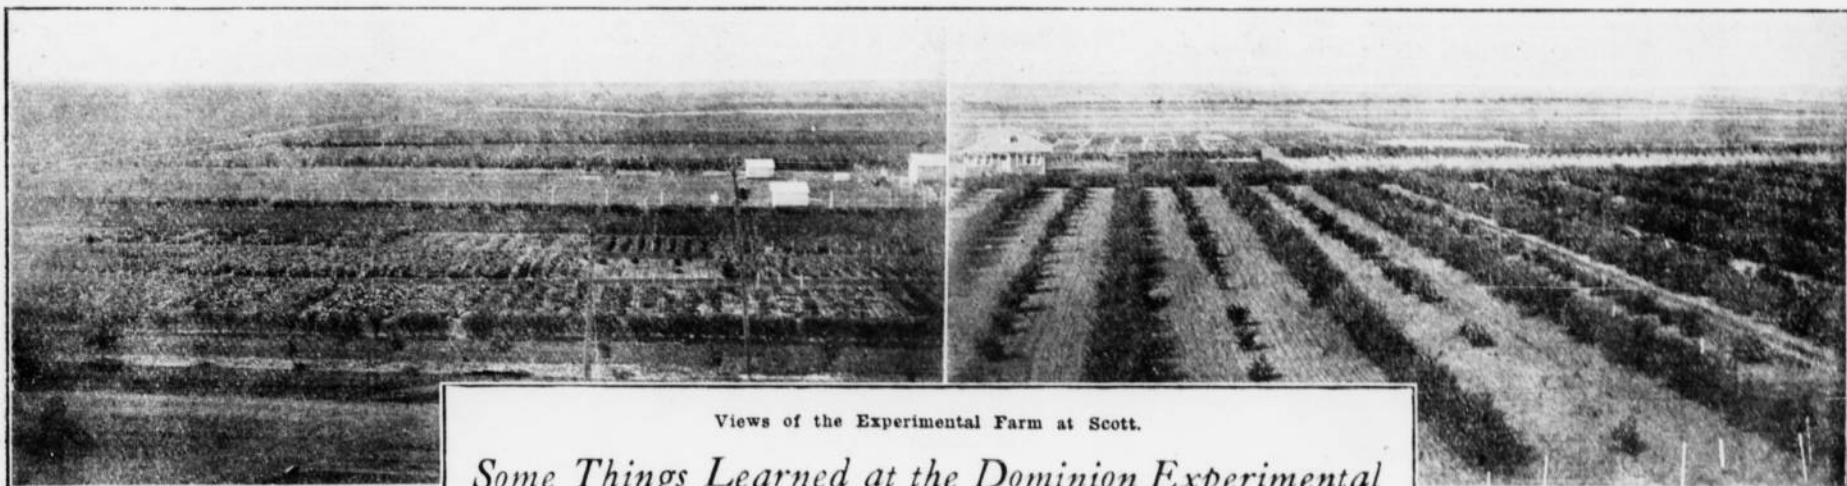 Views of the Experimental Farm at Scott.
Some Things Learned at the Dominion Experimental